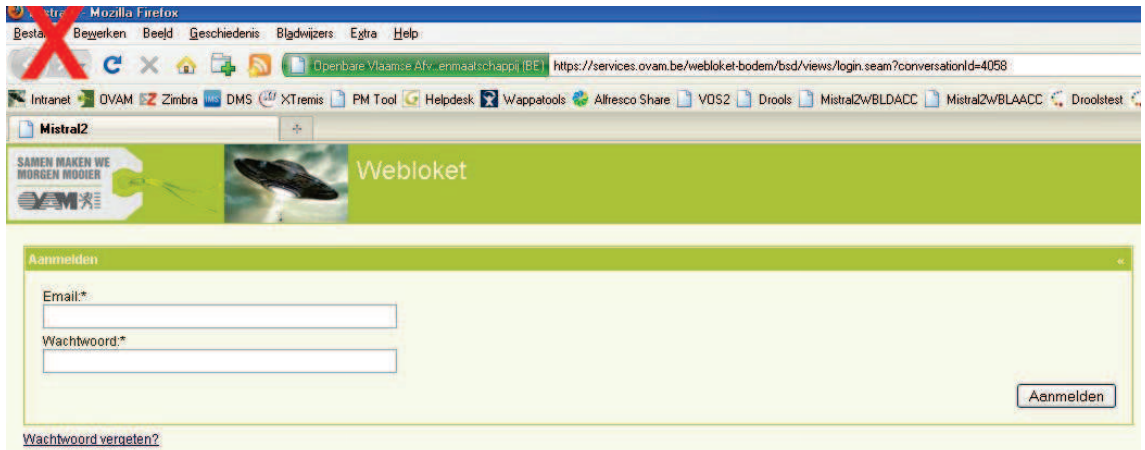 Mozilla Firefox
Bewerken Beeld Geschiedenis Bladwijzers Extra Help
Openbare Vlaamse Afv...enmaatschappij (BE) https://services.ovam.be/webloket-bodem/bsd/views/login.seam?conversationId=4058
Intranet OVAM Zimbra DMS XTremis PM Tool Helpdesk Wappatools Alfresco Share VOS2 Drools Mistral2WBLDACC Mistral2WBLAACC Droolstest
Mistral2
SAMEN MAKEN WE
MORGEN MOOIER
OVAM
Webloket
Aanmelden «
Email:*
Wachtwoord:*
Aanmelden
Wachtwoord vergeten?